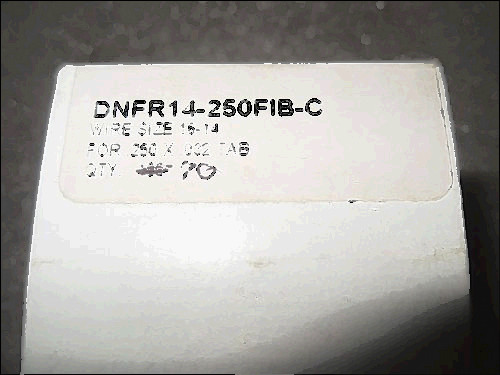 DNFR14-250FIB-C
WIRE SIZE 16-14
FOR .250 X .032 TAB
QTY 70